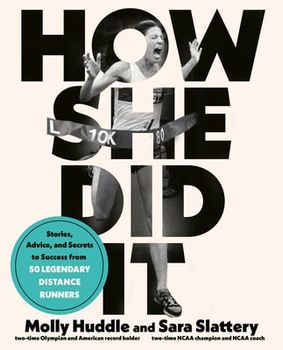 HOW
SHE
DID
IT
L 10K 80
Stories,
Advice, and Secrets
to Success from
50 LEGENDARY
DISTANCE
RUNNERS
Molly Huddle and Sara Slattery
two-time Olympian and American record holder two-time NCAA champion and NCAA coach